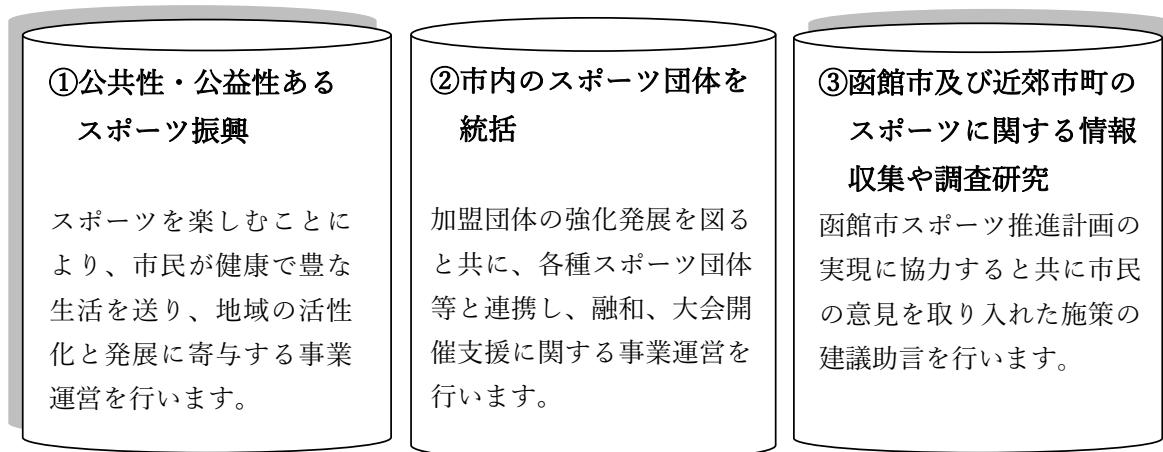 ①公共性・公益性ある
スポーツ振興
スポーツを楽しむことに
より、市民が健康で豊な
生活を送り、地域の活性
化と発展に寄与する事業
運営を行います。
②市内のスポーツ団体を
統括
加盟団体の強化発展を図る
と共に、各種スポーツ団体
等と連携し、融和、大会開
催支援に関する事業運営を
行います。
③函館市及び近郊市町の
スポーツに関する情報
収集や調査研究
函館市スポーツ推進計画の
実現に協力すると共に市民
の意見を取り入れた施策の
建議助言を行います。